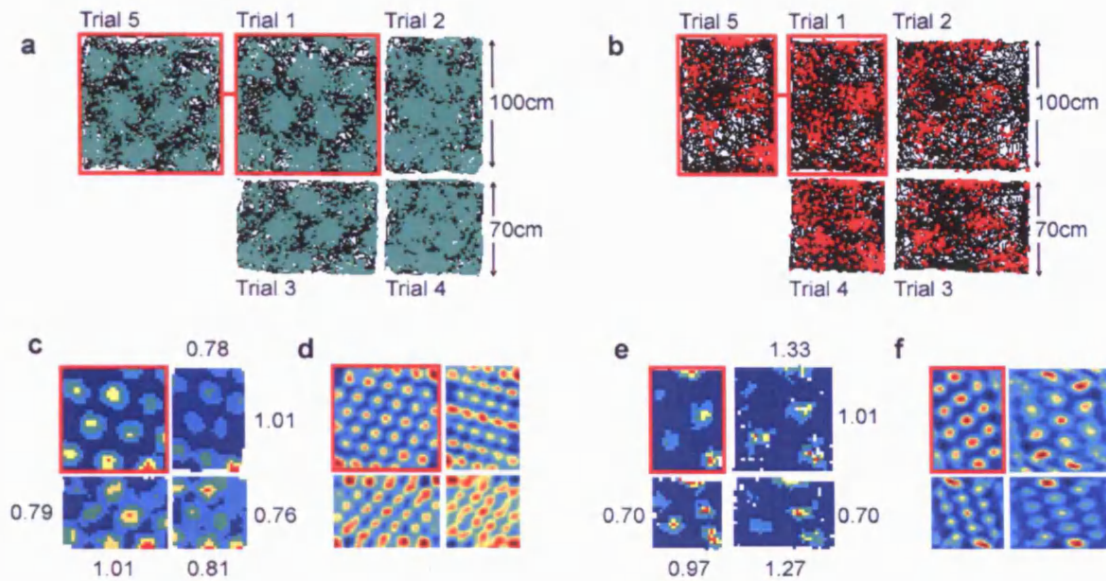 a
Trial 5
Trial 1
Trial 2
100cm
70cm
Trial 3
Trial 4
b
Trial 5
Trial 1
Trial 2
100cm
70cm
Trial 4
Trial 3
c
0.78
1.01
0.79
0.76
1.01
0.81
d
e
1.33
1.01
0.70
0.70
0.97
1.27
f